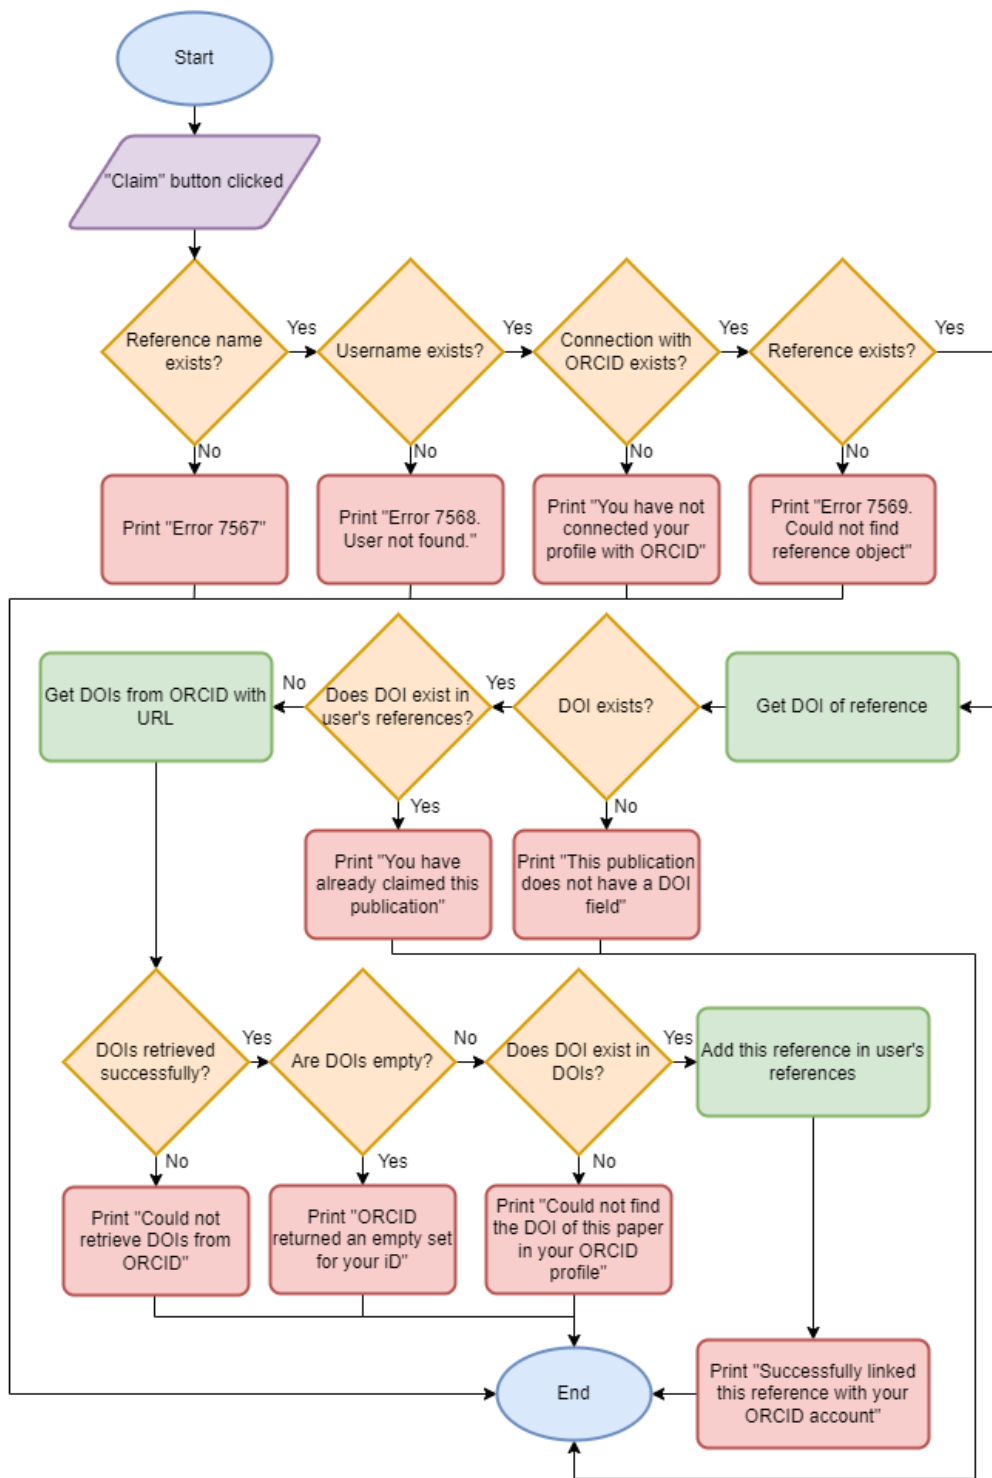 Start
"Claim" button clicked
Reference name
exists?
Yes
Username exists?
Yes
Connection with
ORCID exists?
Yes
Reference exists?
Yes
No
No
No
No
Print "Error 7567"
Print "Error 7568.
User not found."
Print "You have not
connected your
profile with ORCID"
Print "Error 7569.
Could not find
reference object"
Get DOIs from ORCID with
URL
No
Does DOI exist in
user's references?
Yes
DOI exists?
Get DOI of reference
Yes
No
Print "You have
already claimed this
publication"
Print "This publication
does not have a DOI
field"
DOIs retrieved
successfully?
Yes
Are DOIs empty?
No
Does DOI exist in
DOIs?
Yes
Add this reference in user's
references
No
Yes
No
Print "Could not
retrieve DOIs from
ORCID"
Print "ORCID
returned an empty set
for your iD"
Print "Could not find
the DOI of this paper
in your ORCID
profile"
End
Print "Successfully linked
this reference with your
ORCID account"